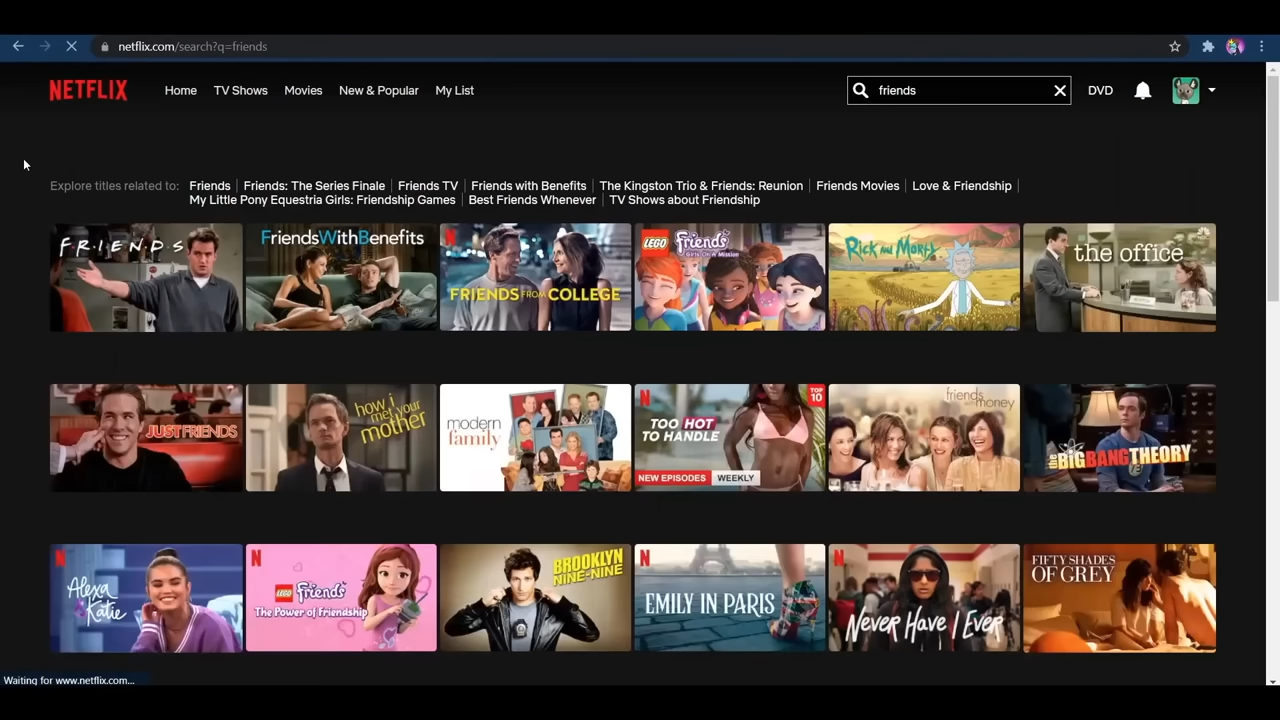 netflix.com/search?q=friends
NETFLIX Home TV Shows Movies New & Popular My List friends DVD
Explore titles related to: Friends Friends: The Series Finale Friends TV Friends with Benefits The Kingston Trio & Friends: Reunion Friends Movies Love & Friendship
My Little Pony Equestria Girls: Friendship Games Best Friends Whenever TV Shows about Friendship
F·R·I·E·N·D·S
FriendsWithBenefits
N
FRIENDS FROM COLLEGE
LEGO Friends
Girls On a Mission
RICK AND MORTY
the office
JUST FRIENDS
how i
met your
mother
modern
family
N
TOP
10
TOO HOT
TO HANDLE
NEW EPISODES WEEKLY
friends
with money
the
BIG BANG THEORY
N
Alexa
& Katie
LEGO Friends
The Power of Friendship
BROOKLYN
NINE-NINE
N
EMILY IN PARIS
N
NEVER HAVE I EVER
FIFTY SHADES
OF GREY
Waiting for www.netflix.com...